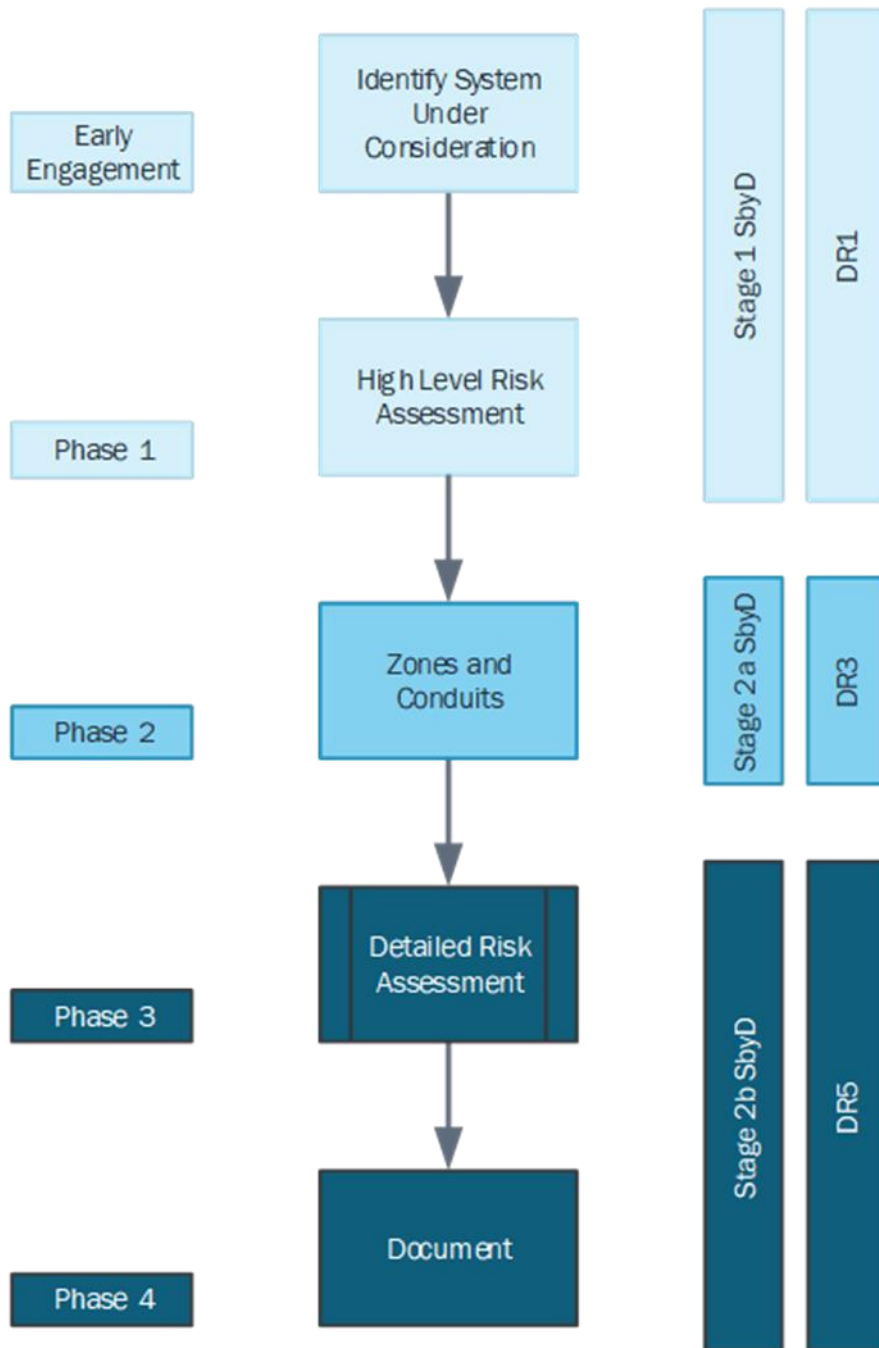 Early
Engagement
Identify System
Under
Consideration
Stage 1 SbyD
DR1
High Level Risk
Assessment
Phase 1
Zones and
Conduits
Phase 2
Stage 2a SbyD
DR3
Detailed Risk
Assessment
Phase 3
Stage 2b SbyD
DR5
Document
Phase 4